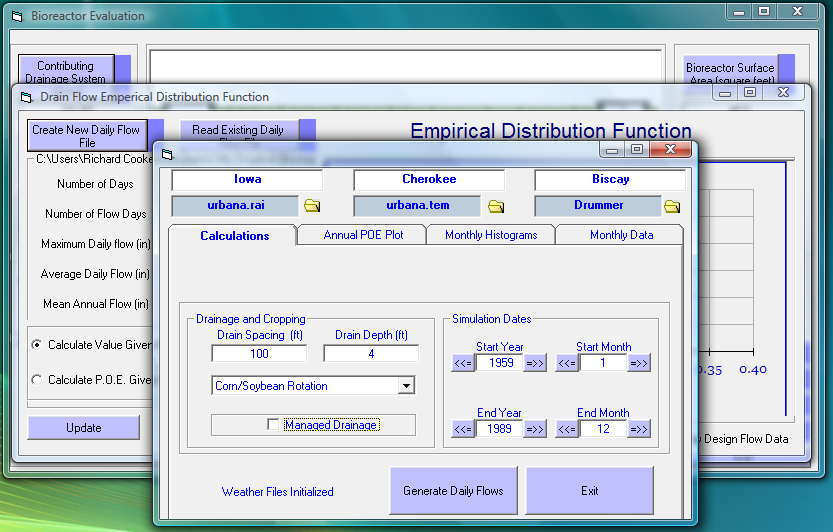 Bioreactor Evaluation
Contributing
Drainage System
Bioreactor Surface
Area (square feet)
Drain Flow Emperical Distribution Function
Create New Daily Flow
File
Read Existing Daily
Empirical Distribution Function
C:\Users\Richard Cooke
Number of Days
Number of Flow Days
Maximum Daily flow (in)
Average Daily Flow (in)
Mean Annual Flow (in)
Calculate Value Given
Calculate P.O.E. Give
Update
0.35 0.40
Design Flow Data
Iowa Cherokee Biscay
urbana.rai urbana.tem Drummer
Calculations Annual POE Plot Monthly Histograms Monthly Data
Drainage and Cropping
Drain Spacing (ft) Drain Depth (ft)
100 4
Corn/Soybean Rotation
Managed Drainage
Simulation Dates
Start Year Start Month
<<= 1959 =>> <<= 1 =>>
End Year End Month
<<= 1989 =>> <<= 12 =>>
Weather Files Initialized
Generate Daily Flows
Exit